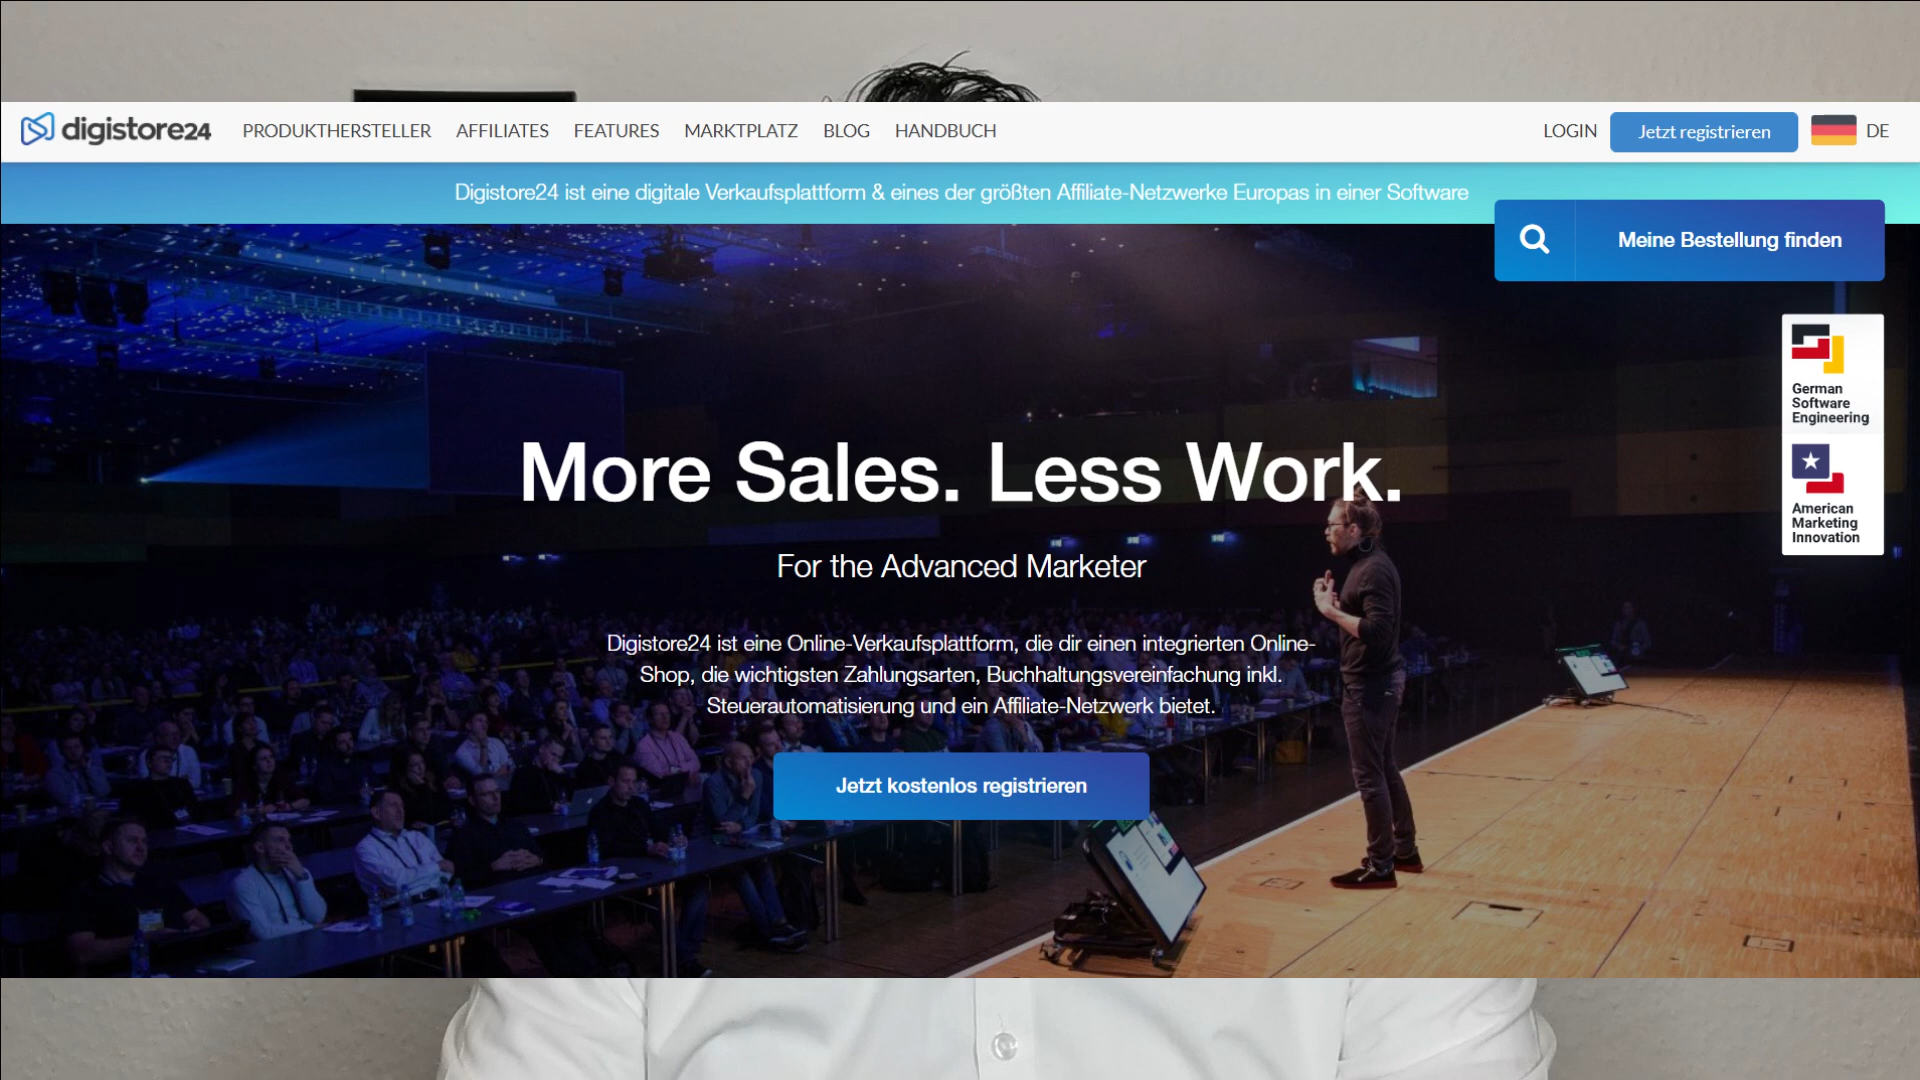 digistore24 PRODUKTHERSTELLER AFFILIATES FEATURES MARKTPLATZ BLOG HANDBUCH LOGIN Jetzt registrieren DE
Digistore24 ist eine digitale Verkaufsplattform & eines der größten Affiliate-Netzwerke Europas in einer Software
Meine Bestellung finden
German
Software
Engineering
American
Marketing
Innovation
More Sales. Less Work.
For the Advanced Marketer
Digistore24 ist eine Online-Verkaufsplattform, die dir einen integrierten Online-
Shop, die wichtigsten Zahlungsarten, Buchhaltungsvereinfachung inkl.
Steuerautomatisierung und ein Affiliate-Netzwerk bietet.
Jetzt kostenlos registrieren